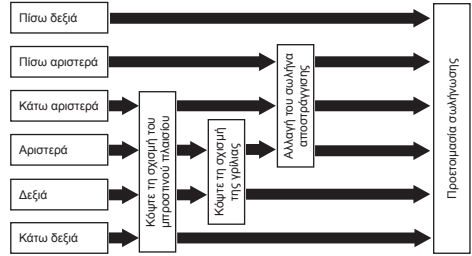 Πίσω δεξιά
Πίσω αριστερά
Κάτω αριστερά
Αριστερά
Δεξιά
Κάτω δεξιά
Κόψτε τη σχισμή του
μπροστινού πλαισίου
Κόψτε τη σχισμή
της γρίλιας
Αλλαγή του σωλήνα
αποστράγγισης
Προετοιμασία σωλήνωσης